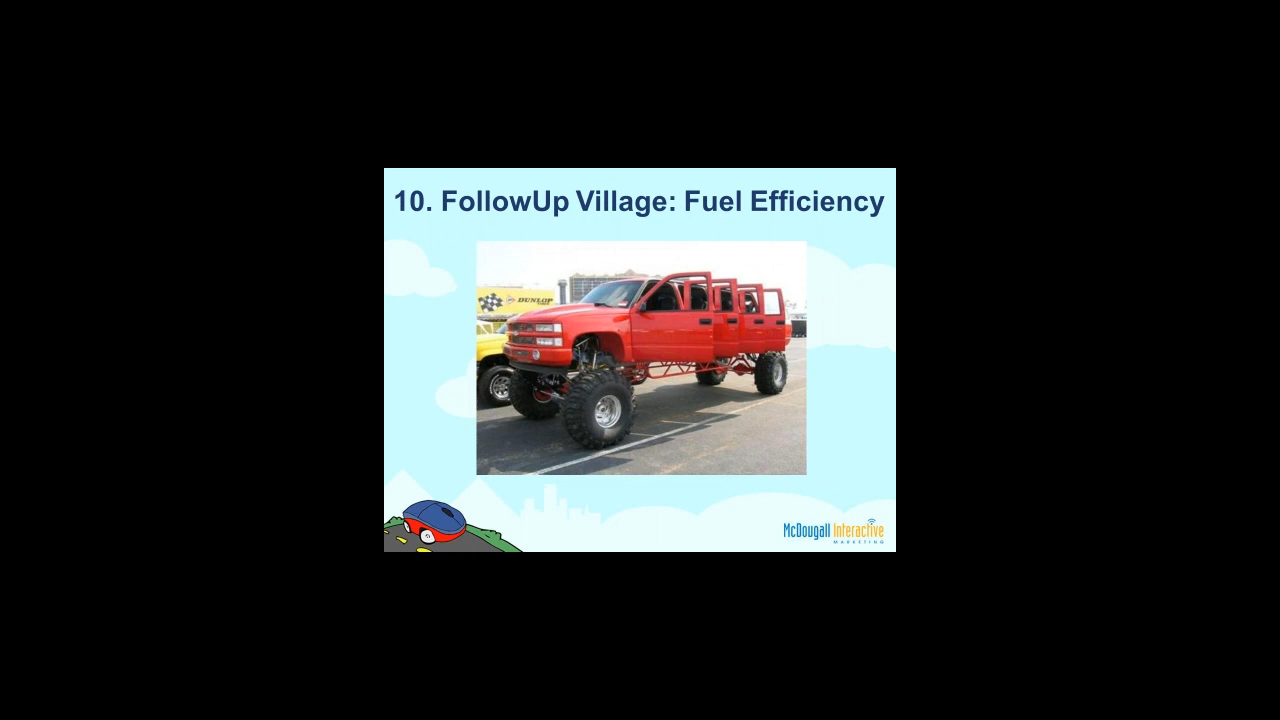 10. FollowUp Village: Fuel Efficiency
DUNLOP
McDougall Interactive
MARKETING